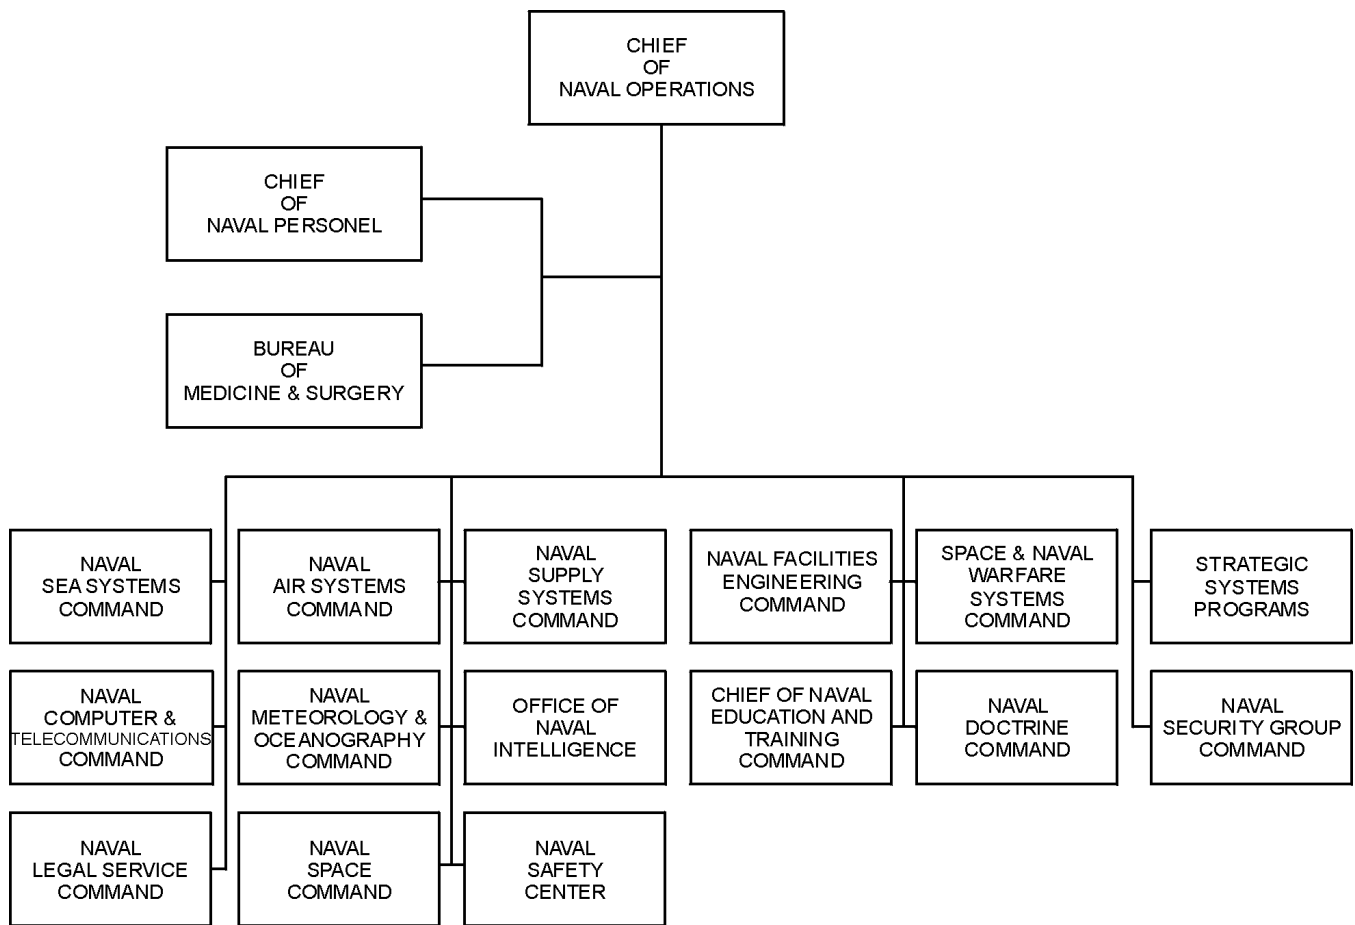 CHIEF
OF
NAVAL OPERATIONS
CHIEF
OF
NAVAL PERSONEL
BUREAU
OF
MEDICINE & SURGERY
NAVAL
SEA SYSTEMS
COMMAND
NAVAL
AIR SYSTEMS
COMMAND
NAVAL
SUPPLY
SYSTEMS
COMMAND
NAVAL FACILITIES
ENGINEERING
COMMAND
SPACE & NAVAL
WARFARE
SYSTEMS
COMMAND
STRATEGIC
SYSTEMS
PROGRAMS
NAVAL
COMPUTER &
TELECOMMUNICATIONS
COMMAND
NAVAL
METEOROLOGY &
OCEANOGRAPHY
COMMAND
OFFICE OF
NAVAL
INTELLIGENCE
CHIEF OF NAVAL
EDUCATION AND
TRAINING
COMMAND
NAVAL
DOCTRINE
COMMAND
NAVAL
SECURITY GROUP
COMMAND
NAVAL
LEGAL SERVICE
COMMAND
NAVAL
SPACE
COMMAND
NAVAL
SAFETY
CENTER